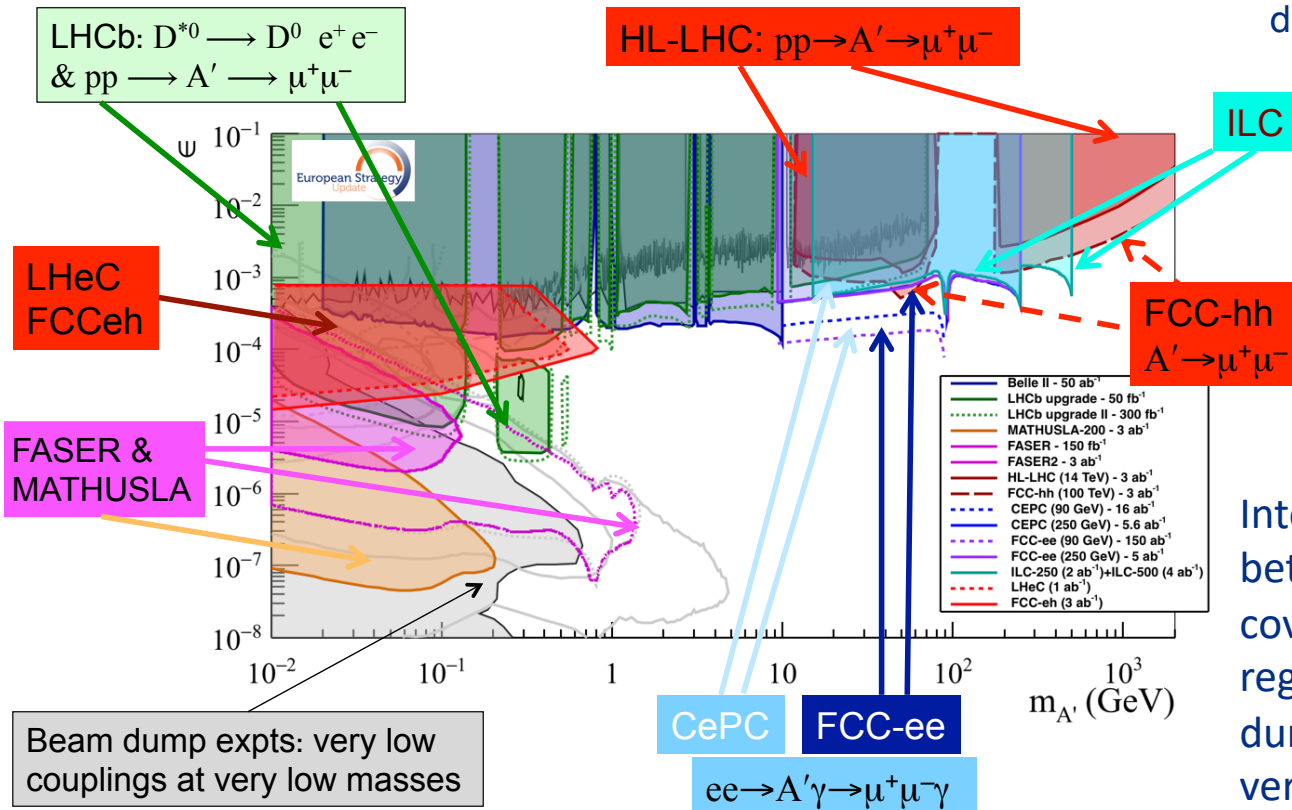 LHCb: D*⁰ ⟶ D⁰ e⁺ e⁻
& pp ⟶ A′ ⟶ μ⁺μ⁻
HL-LHC: pp→A′→μ⁺μ⁻
d
ILC
ε
European Strategy
Update
10⁻¹
10⁻²
10⁻³
10⁻⁴
10⁻⁵
10⁻⁶
10⁻⁷
10⁻⁸
LHeC
FCCeh
FCC-hh
A′→μ⁺μ⁻
FASER &
MATHUSLA
Belle II - 50 ab⁻¹
LHCb upgrade - 50 fb⁻¹
LHCb upgrade II - 300 fb⁻¹
MATHUSLA-200 - 3 ab⁻¹
FASER - 150 fb⁻¹
FASER2 - 3 ab⁻¹
HL-LHC (14 TeV) - 3 ab⁻¹
FCC-hh (100 TeV) - 3 ab⁻¹
CEPC (90 GeV) - 16 ab⁻¹
CEPC (250 GeV) - 5.6 ab⁻¹
FCC-ee (90 GeV) - 150 ab⁻¹
FCC-ee (250 GeV) - 5 ab⁻¹
ILC-250 (2 ab⁻¹)+ILC-500 (4 ab⁻¹)
LHeC (1 ab⁻¹)
FCC-eh (3 ab⁻¹)
10⁻² 10⁻¹ 1 10 10² 10³
m_A' (GeV)
Beam dump expts: very low
couplings at very low masses
CePC
FCC-ee
ee→A′γ→μ⁺μ⁻γ
Inte
bet
cov
reg
dur
ver